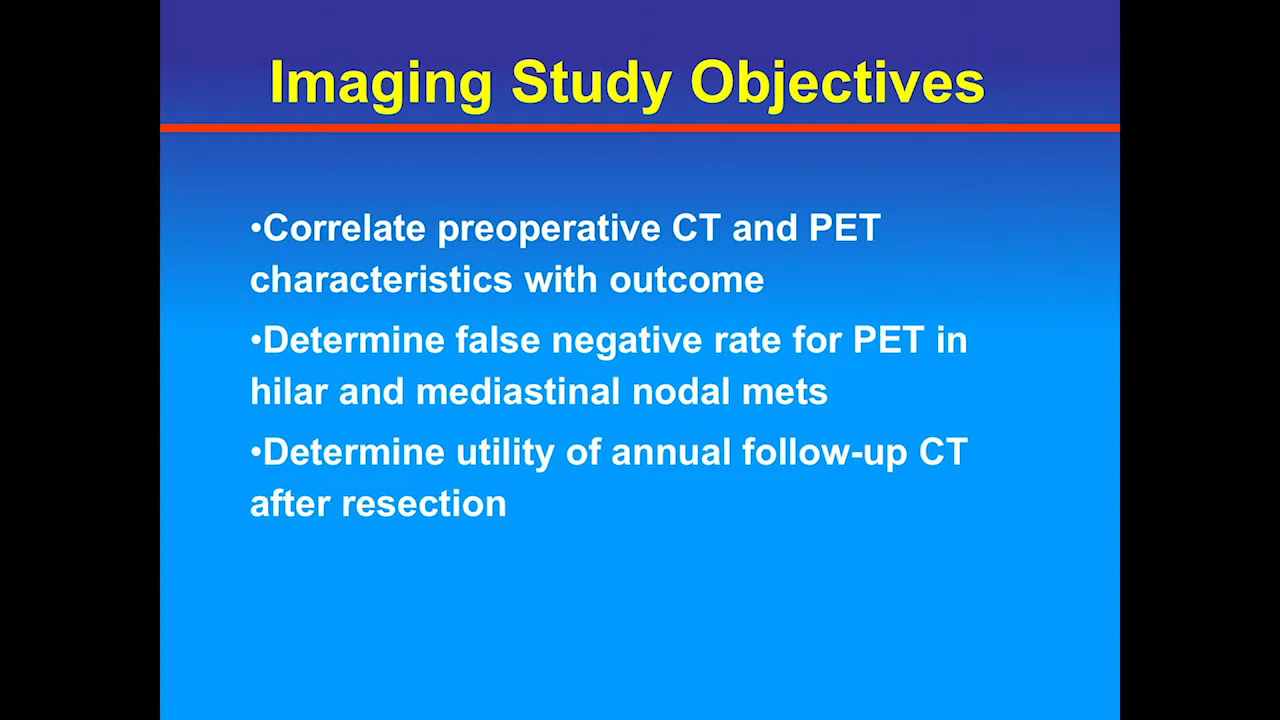 Imaging Study Objectives
•Correlate preoperative CT and PET
characteristics with outcome
•Determine false negative rate for PET in
hilar and mediastinal nodal mets
•Determine utility of annual follow-up CT
after resection